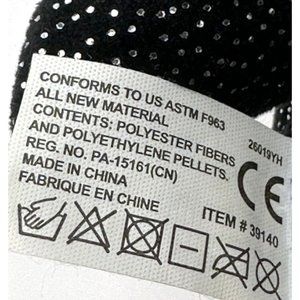 CONFORMS TO US ASTM F963
ALL NEW MATERIAL
CONTENTS: POLYESTER FIBERS
AND POLYETHYLENE PELLETS.
REG. NO. PA-15161(CN)
MADE IN CHINA
FABRIQUE EN CHINE
26019YH
CE
ITEM # 39140